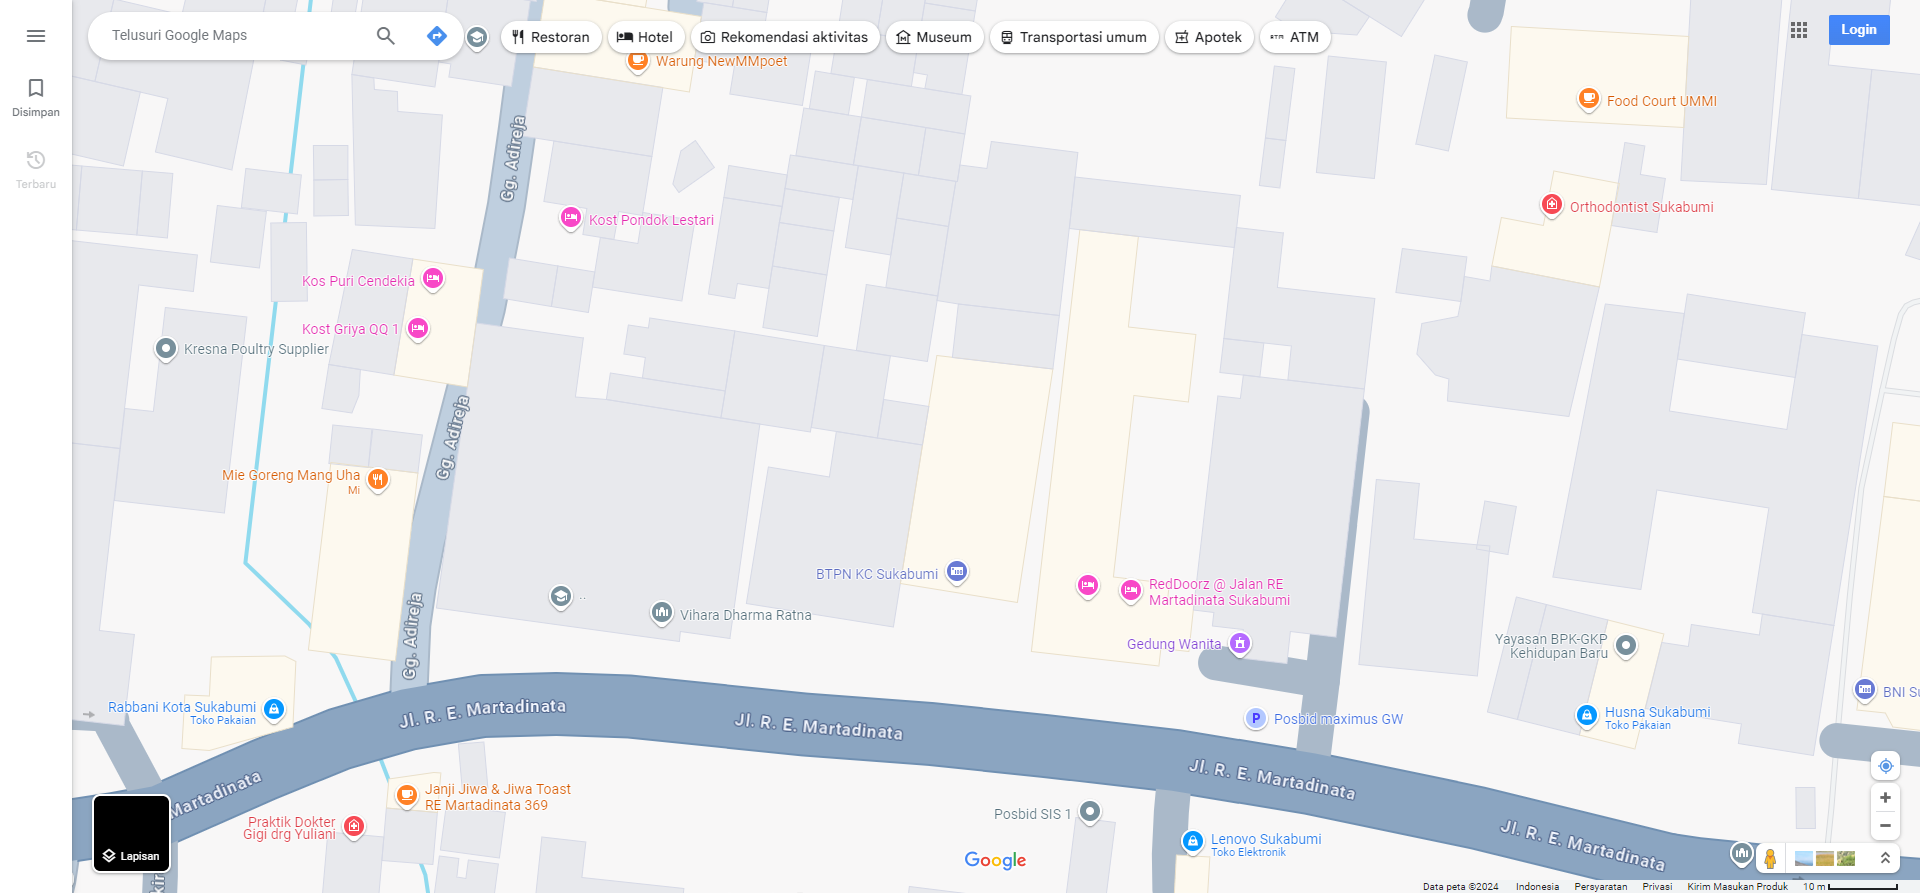 Telusuri Google Maps
Restoran
Hotel
Rekomendasi aktivitas
Museum
Transportasi umum
Apotek
ATM
Login
Disimpan
Terbaru
Warung NewMMpoet
Food Court UMMI
Gg. Adireja
Kost Pondok Lestari
Orthodontist Sukabumi
Kos Puri Cendekia
Kost Griya QQ 1
Kresna Poultry Supplier
Gg. Adireja
Mie Goreng Mang Uha
Mi
BTPN KC Sukabumi
RedDoorz @ Jalan RE
Martadinata Sukabumi
..
Vihara Dharma Ratna
Gg. Adireja
Gedung Wanita
Yayasan BPK-GKP
Kehidupan Baru
BNI Su
Rabbani Kota Sukabumi
Toko Pakaian
Jl. R. E. Martadinata
Jl. R. E. Martadinata
P
Posbid maximus GW
Husna Sukabumi
Toko Pakaian
Jl. R. E. Martadinata
Martadinata
Janji Jiwa & Jiwa Toast
RE Martadinata 369
Praktik Dokter
Gigi drg Yuliani
Posbid SIS 1
Lenovo Sukabumi
Toko Elektronik
Jl. R. E. Martadinata
Lapisan
Google
Data peta ©2024
Indonesia
Persyaratan
Privasi
Kirim Masukan Produk
10 m